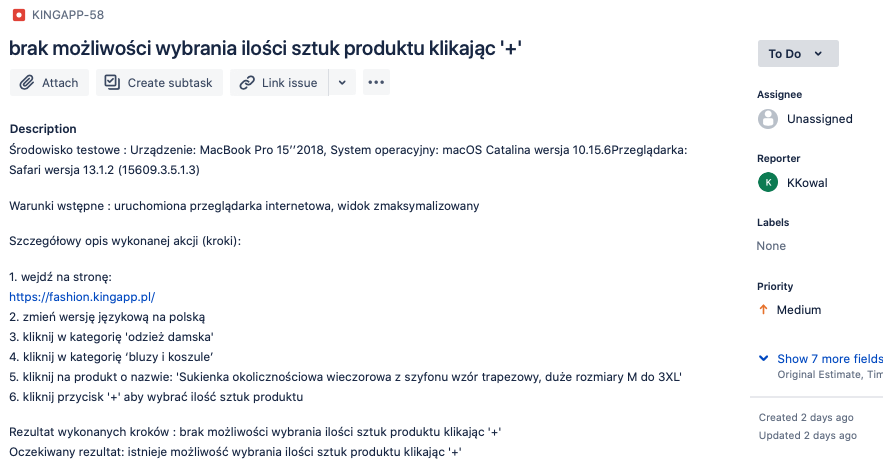 KINGAPP-58
brak możliwości wybrania ilości sztuk produktu klikając '+'
Attach
Create subtask
Link issue
Description
Środowisko testowe : Urządzenie: MacBook Pro 15’’2018, System operacyjny: macOS Catalina wersja 10.15.6Przeglądarka:
Safari wersja 13.1.2 (15609.3.5.1.3)
Warunki wstępne : uruchomiona przeglądarka internetowa, widok zmaksymalizowany
Szczegółowy opis wykonanej akcji (kroki):
1. wejdź na stronę:
https://fashion.kingapp.pl/
2. zmień wersję językową na polską
3. kliknij w kategorię 'odzież damska'
4. kliknij w kategorię ‘bluzy i koszule’
5. kliknij na produkt o nazwie: 'Sukienka okolicznościowa wieczorowa z szyfonu wzór trapezowy, duże rozmiary M do 3XL'
6. kliknij przycisk '+' aby wybrać ilość sztuk produktu
Rezultat wykonanych kroków : brak możliwości wybrania ilości sztuk produktu klikając '+'
Oczekiwany rezultat: istnieje możliwość wybrania ilości sztuk produktu klikając '+'
To Do
Assignee
Unassigned
Reporter
K
KKowal
Labels
None
Priority
Medium
Show 7 more fields
Original Estimate, Tim
Created 2 days ago
Updated 2 days ago